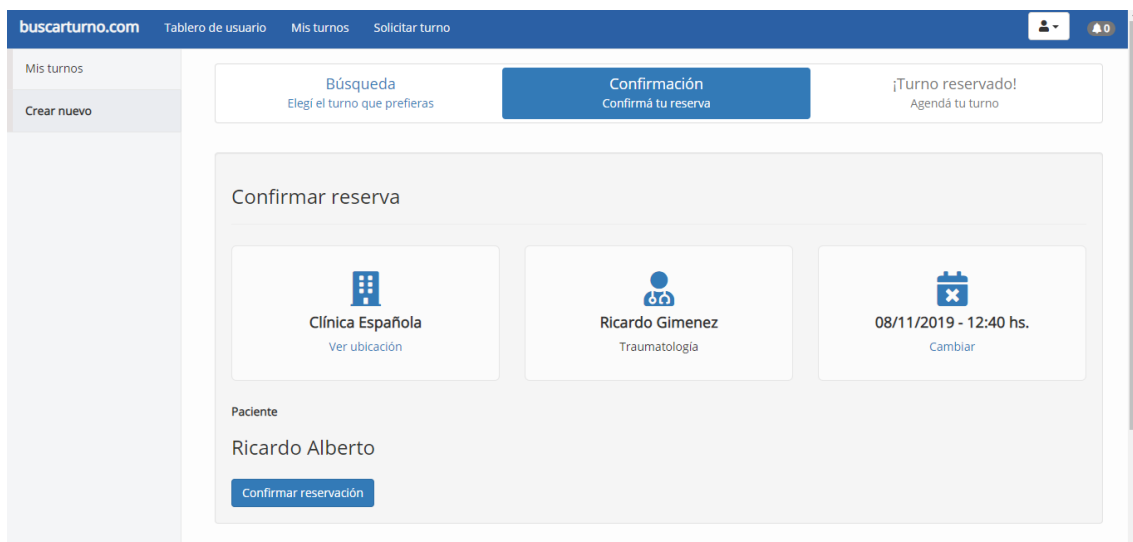 buscarturno.com Tablero de usuario Mis turnos Solicitar turno 0
Mis turnos
Crear nuevo
Búsqueda
Elegí el turno que prefieras
Confirmación
Confirmá tu reserva
¡Turno reservado!
Agendá tu turno
Confirmar reserva
Clínica Española
Ver ubicación
Ricardo Gimenez
Traumatología
08/11/2019 - 12:40 hs.
Cambiar
Paciente
Ricardo Alberto
Confirmar reservación